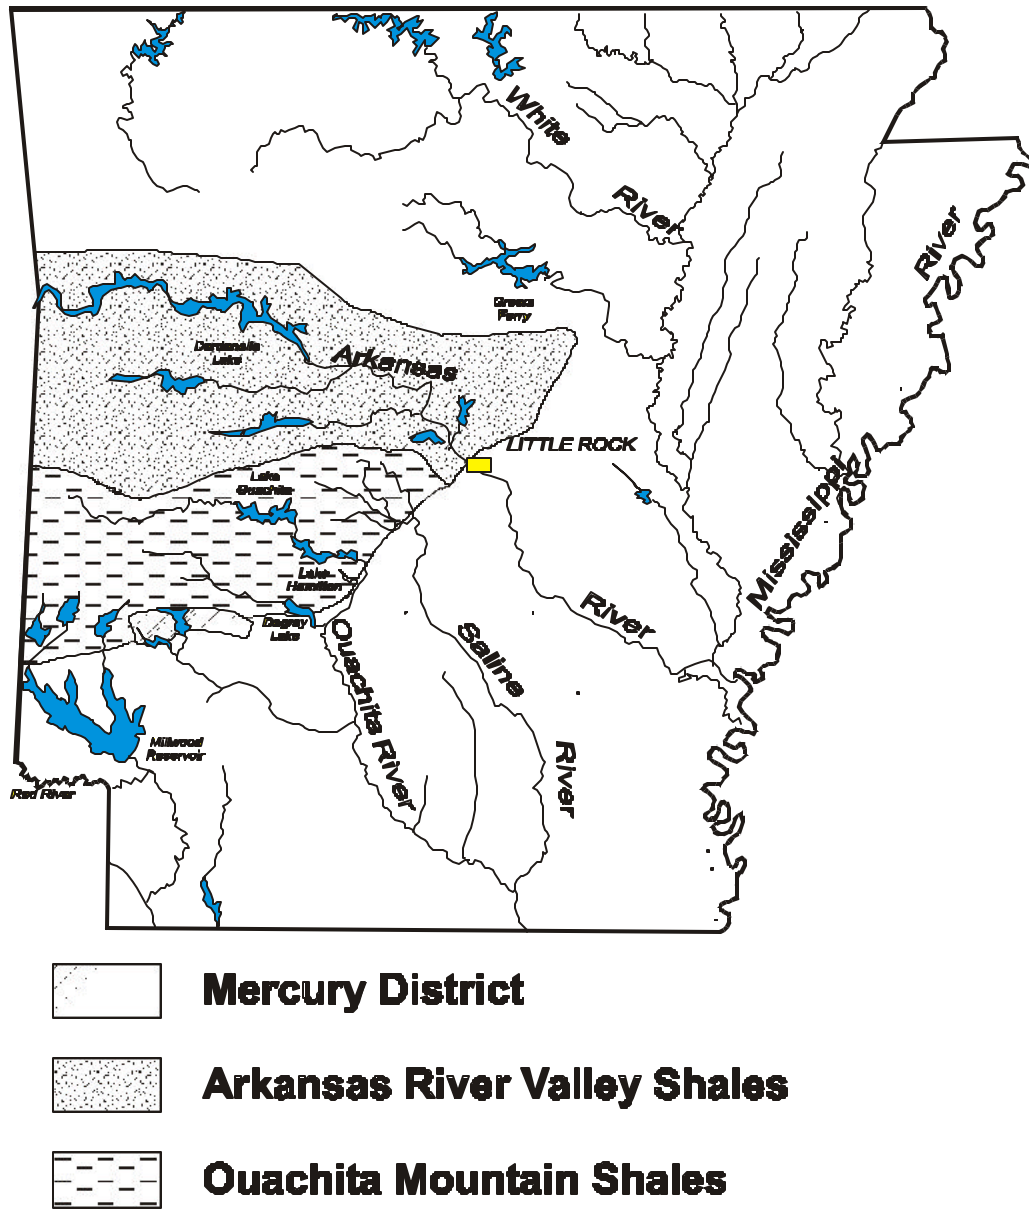 White
River
River
Greers
Ferry
Dardanelle
Lake
Arkansas
LITTLE ROCK
Lake
Ouachita
Mississippi
Lake
Hamilton
River
Degray
Lake
Ouachita River
Saline
River
Millwood
Reservoir
Red River
Mercury District
Arkansas River Valley Shales
Ouachita Mountain Shales